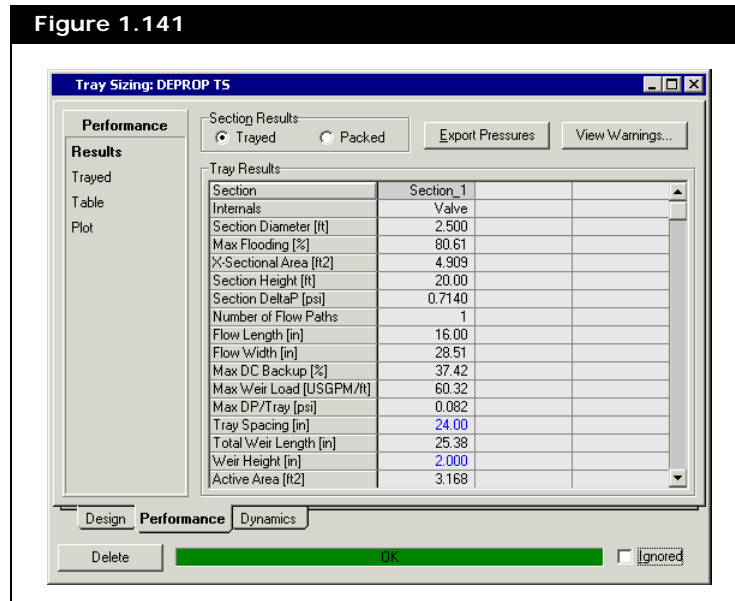 Figure 1.141
Tray Sizing: DEPROP TS
Performance
Results
Trayed
Table
Plot
Section Results
Trayed Packed
Export Pressures
View Warnings...
Tray Results
Section Section_1
Internals Valve
Section Diameter [ft] 2.500
Max Flooding [%] 80.61
X-Sectional Area [ft2] 4.909
Section Height [ft] 20.00
Section DeltaP [psi] 0.7140
Number of Flow Paths 1
Flow Length [in] 16.00
Flow Width [in] 28.51
Max DC Backup [%] 37.42
Max Weir Load [USGPM/ft] 60.32
Max DP/Tray [psi] 0.082
Tray Spacing [in] 24.00
Total Weir Length [in] 25.38
Weir Height [in] 2.000
Active Area [ft2] 3.168
Design Performance Dynamics
Delete OK Ignored